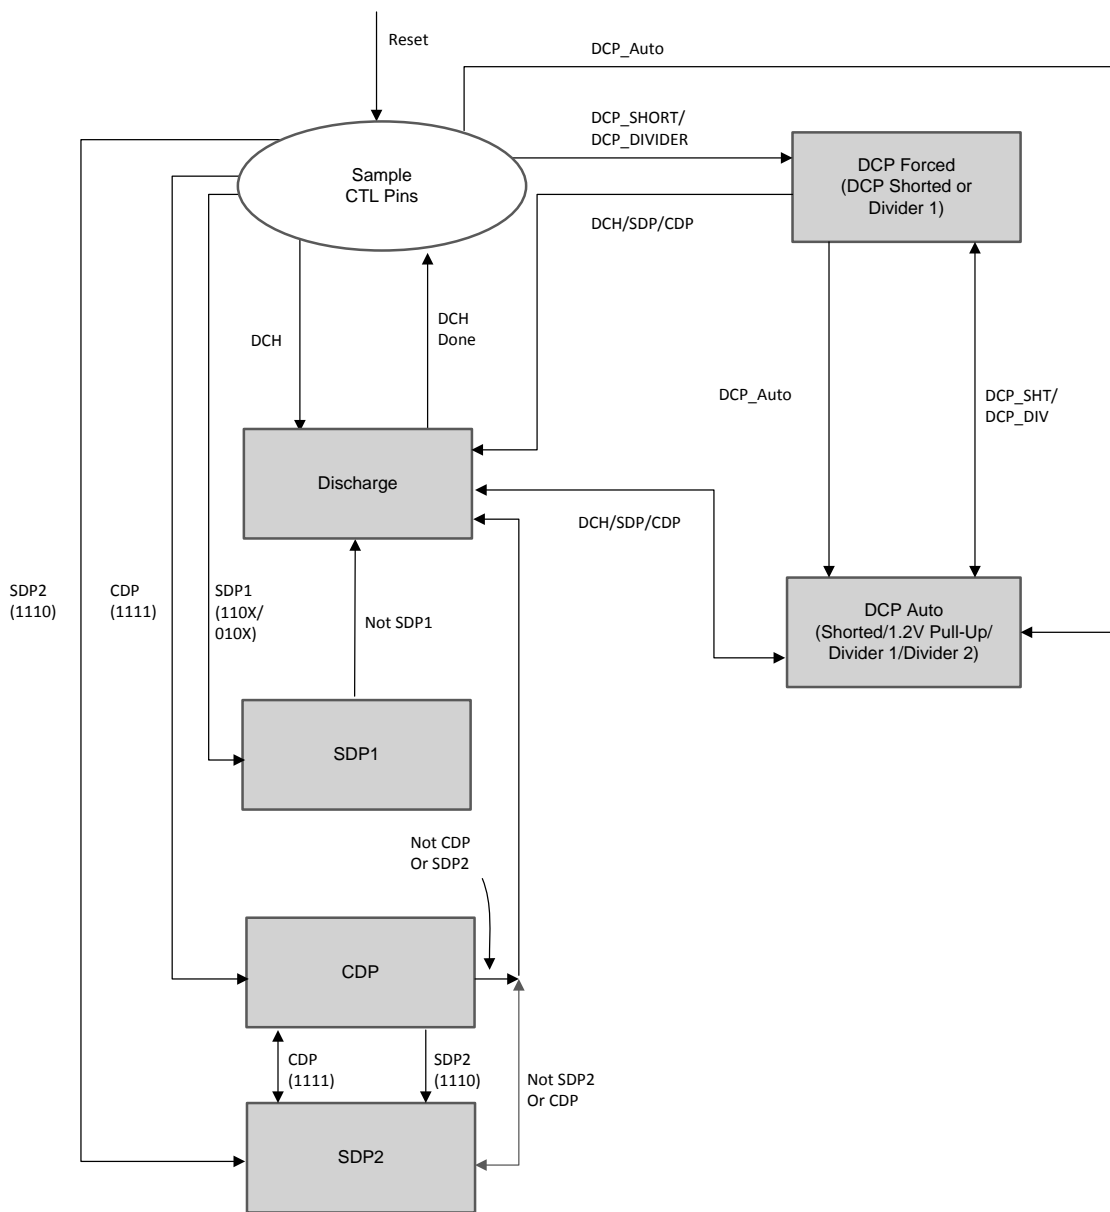 Reset
DCP_Auto
DCP_SHORT/
DCP_DIVIDER
Sample
CTL Pins
DCP Forced
(DCP Shorted or
Divider 1)
DCH/SDP/CDP
DCH
DCH
Done
DCP_Auto
DCP_SHT/
DCP_DIV
Discharge
DCH/SDP/CDP
SDP2
(1110)
CDP
(1111)
SDP1
(110X/
010X)
Not SDP1
DCP Auto
(Shorted/1.2V Pull-Up/
Divider 1/Divider 2)
SDP1
Not CDP
Or SDP2
CDP
CDP
(1111)
SDP2
(1110)
Not SDP2
Or CDP
SDP2